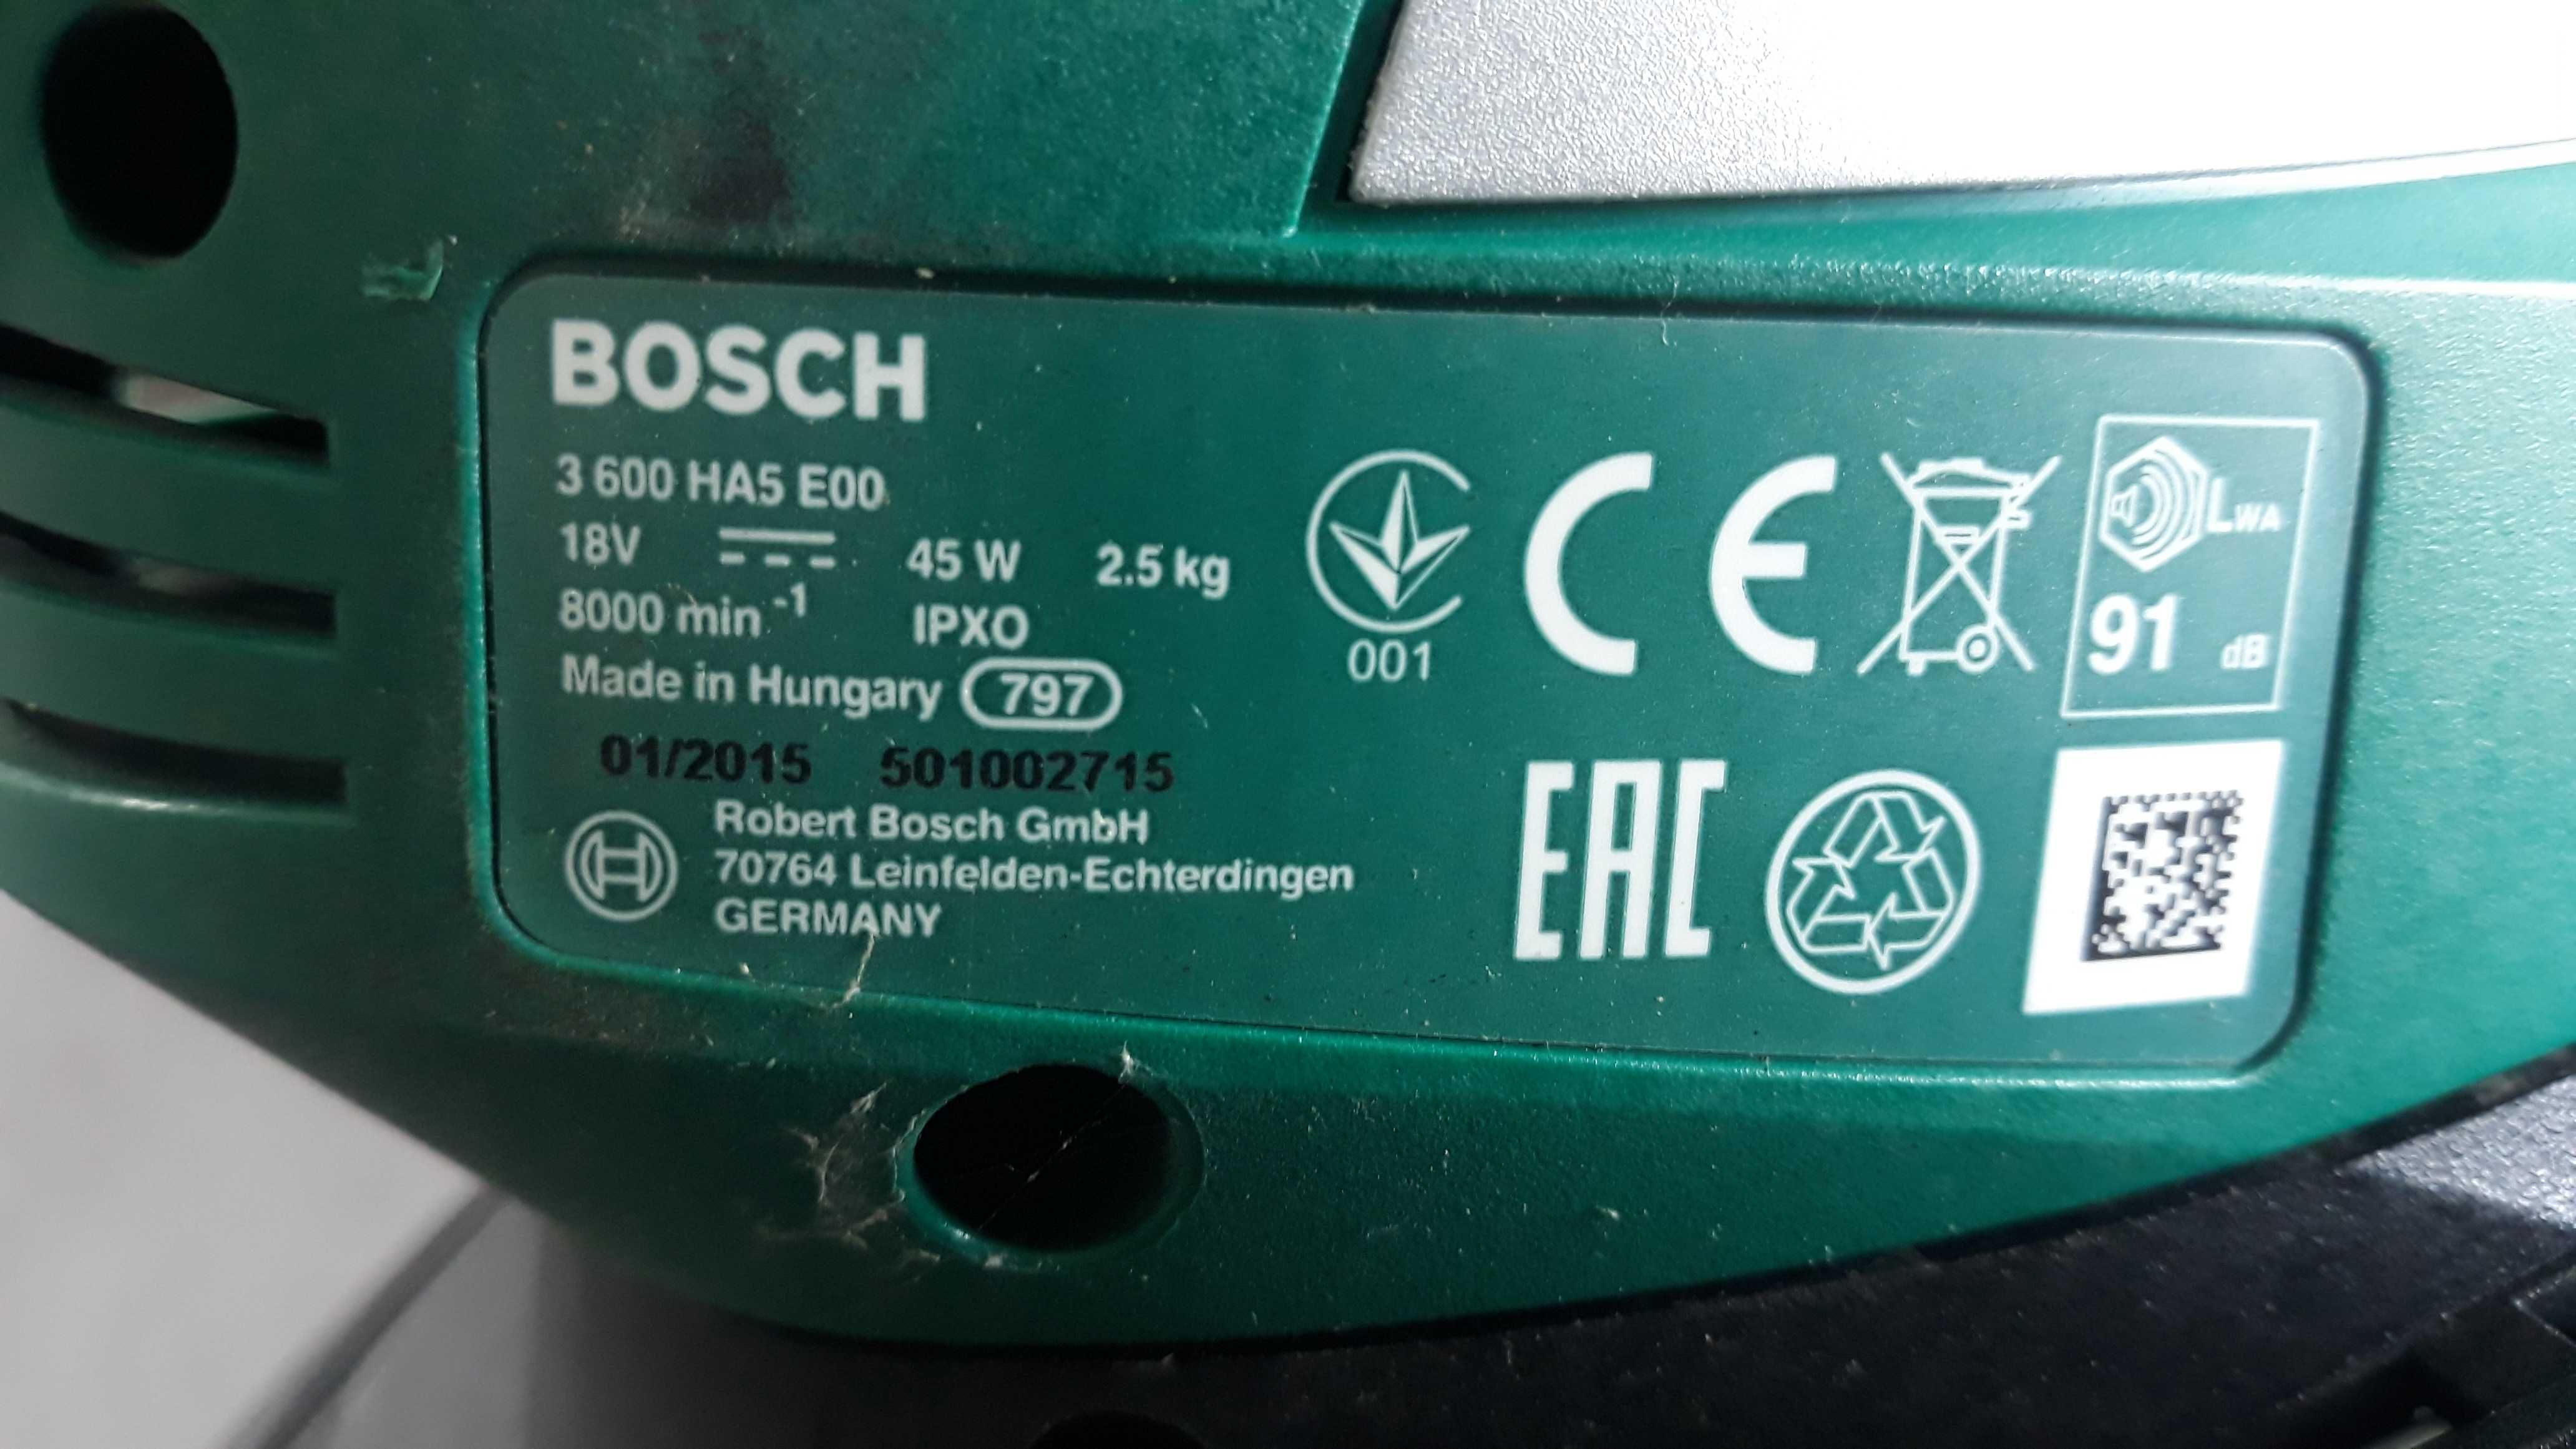 BOSCH
3 600 HA5 E00
18V 45 W 2.5 kg
8000 min-1 IPXO
Made in Hungary 797
01/2015 501002715
Robert Bosch GmbH
70764 Leinfelden-Echterdingen
GERMANY
001
CE
LWA
91 dB
EAC